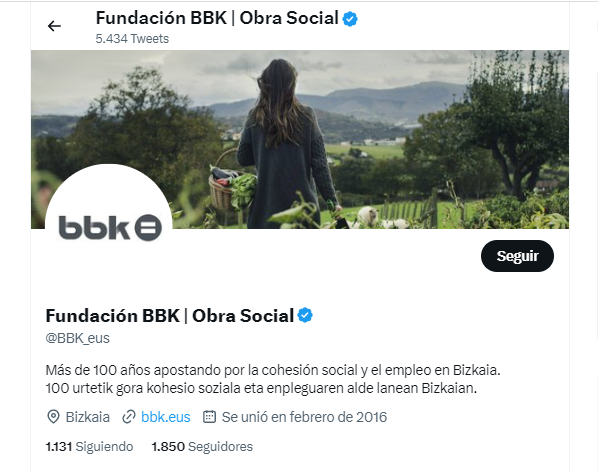 Fundación BBK | Obra Social
5.434 Tweets
bbk
Seguir
Fundación BBK | Obra Social
@BBK_eus
Más de 100 años apostando por la cohesión social y el empleo en Bizkaia.
100 urtetik gora kohesio soziala eta enpleguaren alde lanean Bizkaian.
Bizkaia bbk.eus Se unió en febrero de 2016
1.131 Siguiendo 1.850 Seguidores